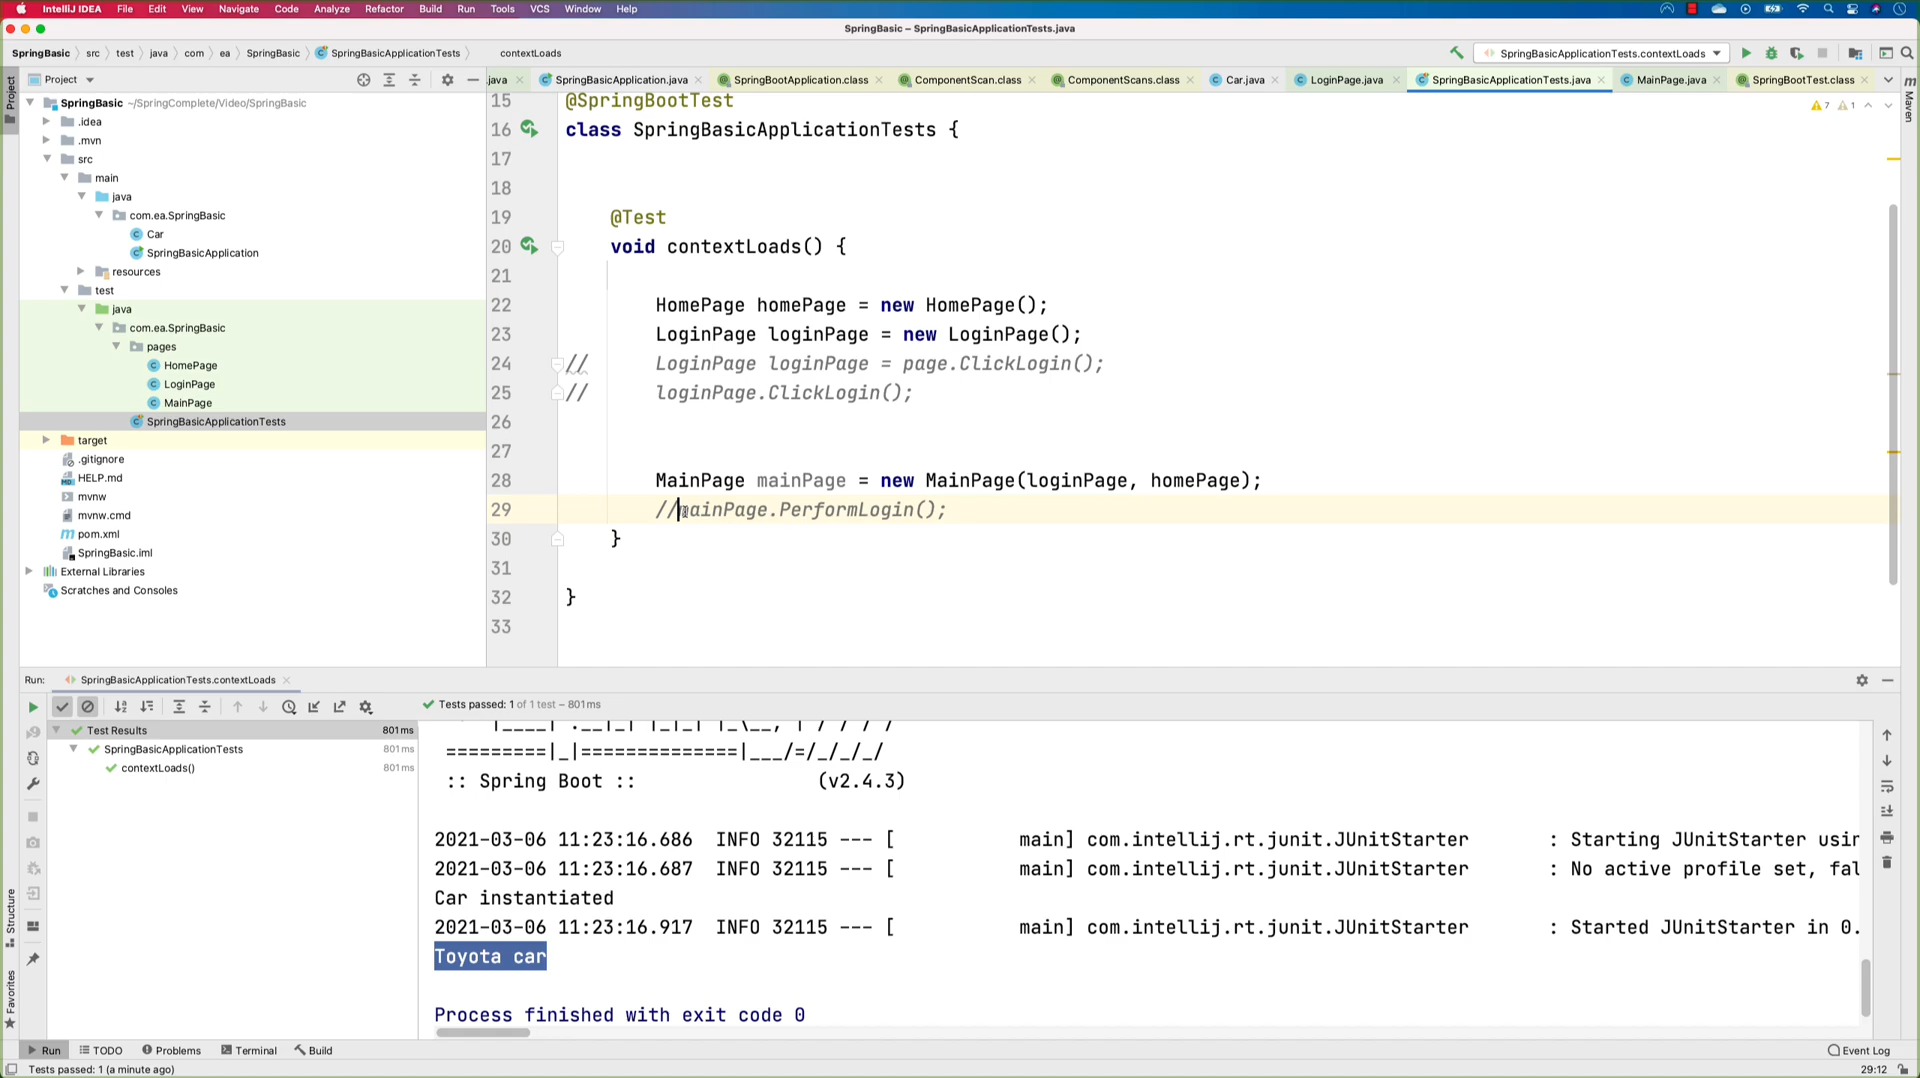 IntelliJ IDEA File Edit View Navigate Code Analyze Refactor Build Run Tools VCS Window Help
SpringBasic – SpringBasicApplicationTests.java
SpringBasic src test java com ea SpringBasic SpringBasicApplicationTests contextLoads
SpringBasicApplicationTests.contextLoads
Project
.java SpringBasicApplication.java SpringBootApplication.class ComponentScan.class ComponentScans.class Car.java LoginPage.java SpringBasicApplicationTests.java MainPage.java SpringBootTest.class
Project
Maven
7 1
SpringBasic ~/SpringComplete/Video/SpringBasic
.idea
.mvn
src
main
java
com.ea.SpringBasic
Car
SpringBasicApplication
resources
test
java
com.ea.SpringBasic
pages
HomePage
LoginPage
MainPage
SpringBasicApplicationTests
target
.gitignore
HELP.md
mvnw
mvnw.cmd
pom.xml
SpringBasic.iml
External Libraries
Scratches and Consoles
15 @SpringBootTest
16 class SpringBasicApplicationTests {
17
18
19 @Test
20 void contextLoads() {
21
22 HomePage homePage = new HomePage();
23 LoginPage loginPage = new LoginPage();
24 // LoginPage loginPage = page.ClickLogin();
25 // loginPage.ClickLogin();
26
27
28 MainPage mainPage = new MainPage(loginPage, homePage);
29 //mainPage.PerformLogin();
30 }
31
32 }
33
Run: SpringBasicApplicationTests.contextLoads
Tests passed: 1 of 1 test – 801ms
Test Results 801ms
SpringBasicApplicationTests 801ms
contextLoads() 801ms
=========|_|==============|___/=/_/_/_/
:: Spring Boot :: (v2.4.3)
2021-03-06 11:23:16.686 INFO 32115 --- [ main] com.intellij.rt.junit.JUnitStarter : Starting JUnitStarter usin
2021-03-06 11:23:16.687 INFO 32115 --- [ main] com.intellij.rt.junit.JUnitStarter : No active profile set, fal
Car instantiated
2021-03-06 11:23:16.917 INFO 32115 --- [ main] com.intellij.rt.junit.JUnitStarter : Started JUnitStarter in 0.
Toyota car
Process finished with exit code 0
Structure
Favorites
Run TODO Problems Terminal Build Event Log
Tests passed: 1 (a minute ago) 29:12